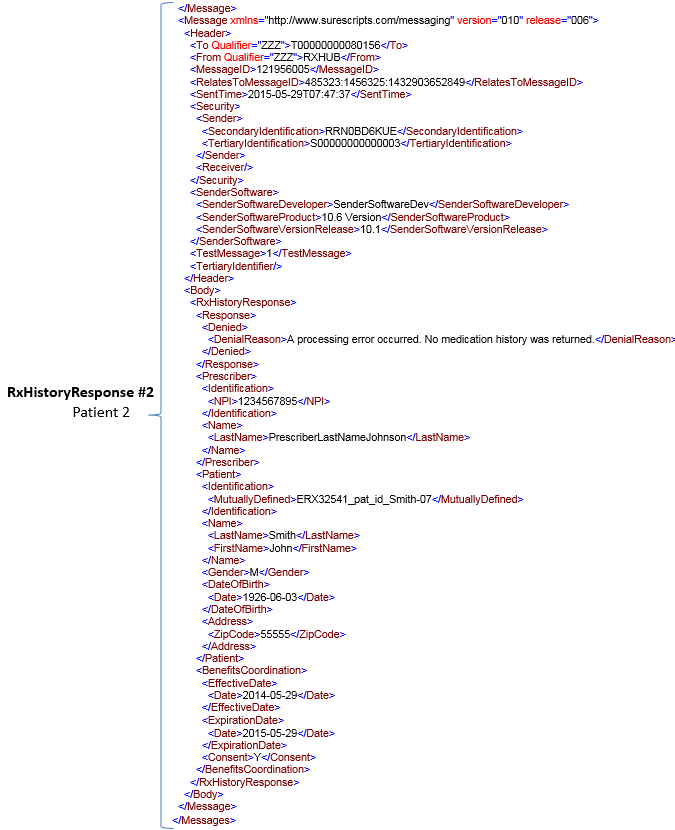 </Message>
<Message xmlns="http://www.surescripts.com/messaging" version="010" release="006">
<Header>
<To Qualifier="ZZZ">T00000000080156</To>
<From Qualifier="ZZZ">RXHUB</From>
<MessageID>121956005</MessageID>
<RelatesToMessageID>485323:1456325:1432903652849</RelatesToMessageID>
<SentTime>2015-05-29T07:47:37</SentTime>
<Security>
<Sender>
<SecondaryIdentification>RRN0BD6KUE</SecondaryIdentification>
<TertiaryIdentification>S00000000000003</TertiaryIdentification>
</Sender>
<Receiver/>
</Security>
<SenderSoftware>
<SenderSoftwareDeveloper>SenderSoftwareDev</SenderSoftwareDeveloper>
<SenderSoftwareProduct>10.6 Version</SenderSoftwareProduct>
<SenderSoftwareVersionRelease>10.1</SenderSoftwareVersionRelease>
</SenderSoftware>
<TestMessage>1</TestMessage>
<TertiaryIdentifier/>
</Header>
<Body>
<RxHistoryResponse>
<Response>
<Denied>
<DenialReason>A processing error occurred. No medication history was returned.</DenialReason>
</Denied>
</Response>
<Prescriber>
<Identification>
<NPI>1234567895</NPI>
</Identification>
<Name>
<LastName>PrescriberLastNameJohnson</LastName>
</Name>
</Prescriber>
<Patient>
<Identification>
<MutuallyDefined>ERX32541_pat_id_Smith-07</MutuallyDefined>
</Identification>
<Name>
<LastName>Smith</LastName>
<FirstName>John</FirstName>
</Name>
<Gender>M</Gender>
<DateOfBirth>
<Date>1926-06-03</Date>
</DateOfBirth>
<Address>
<ZipCode>55555</ZipCode>
</Address>
</Patient>
<BenefitsCoordination>
<EffectiveDate>
<Date>2014-05-29</Date>
</EffectiveDate>
<ExpirationDate>
<Date>2015-05-29</Date>
</ExpirationDate>
<Consent>Y</Consent>
</BenefitsCoordination>
</RxHistoryResponse>
</Body>
</Message>
</Messages>
RxHistoryResponse #2
Patient 2